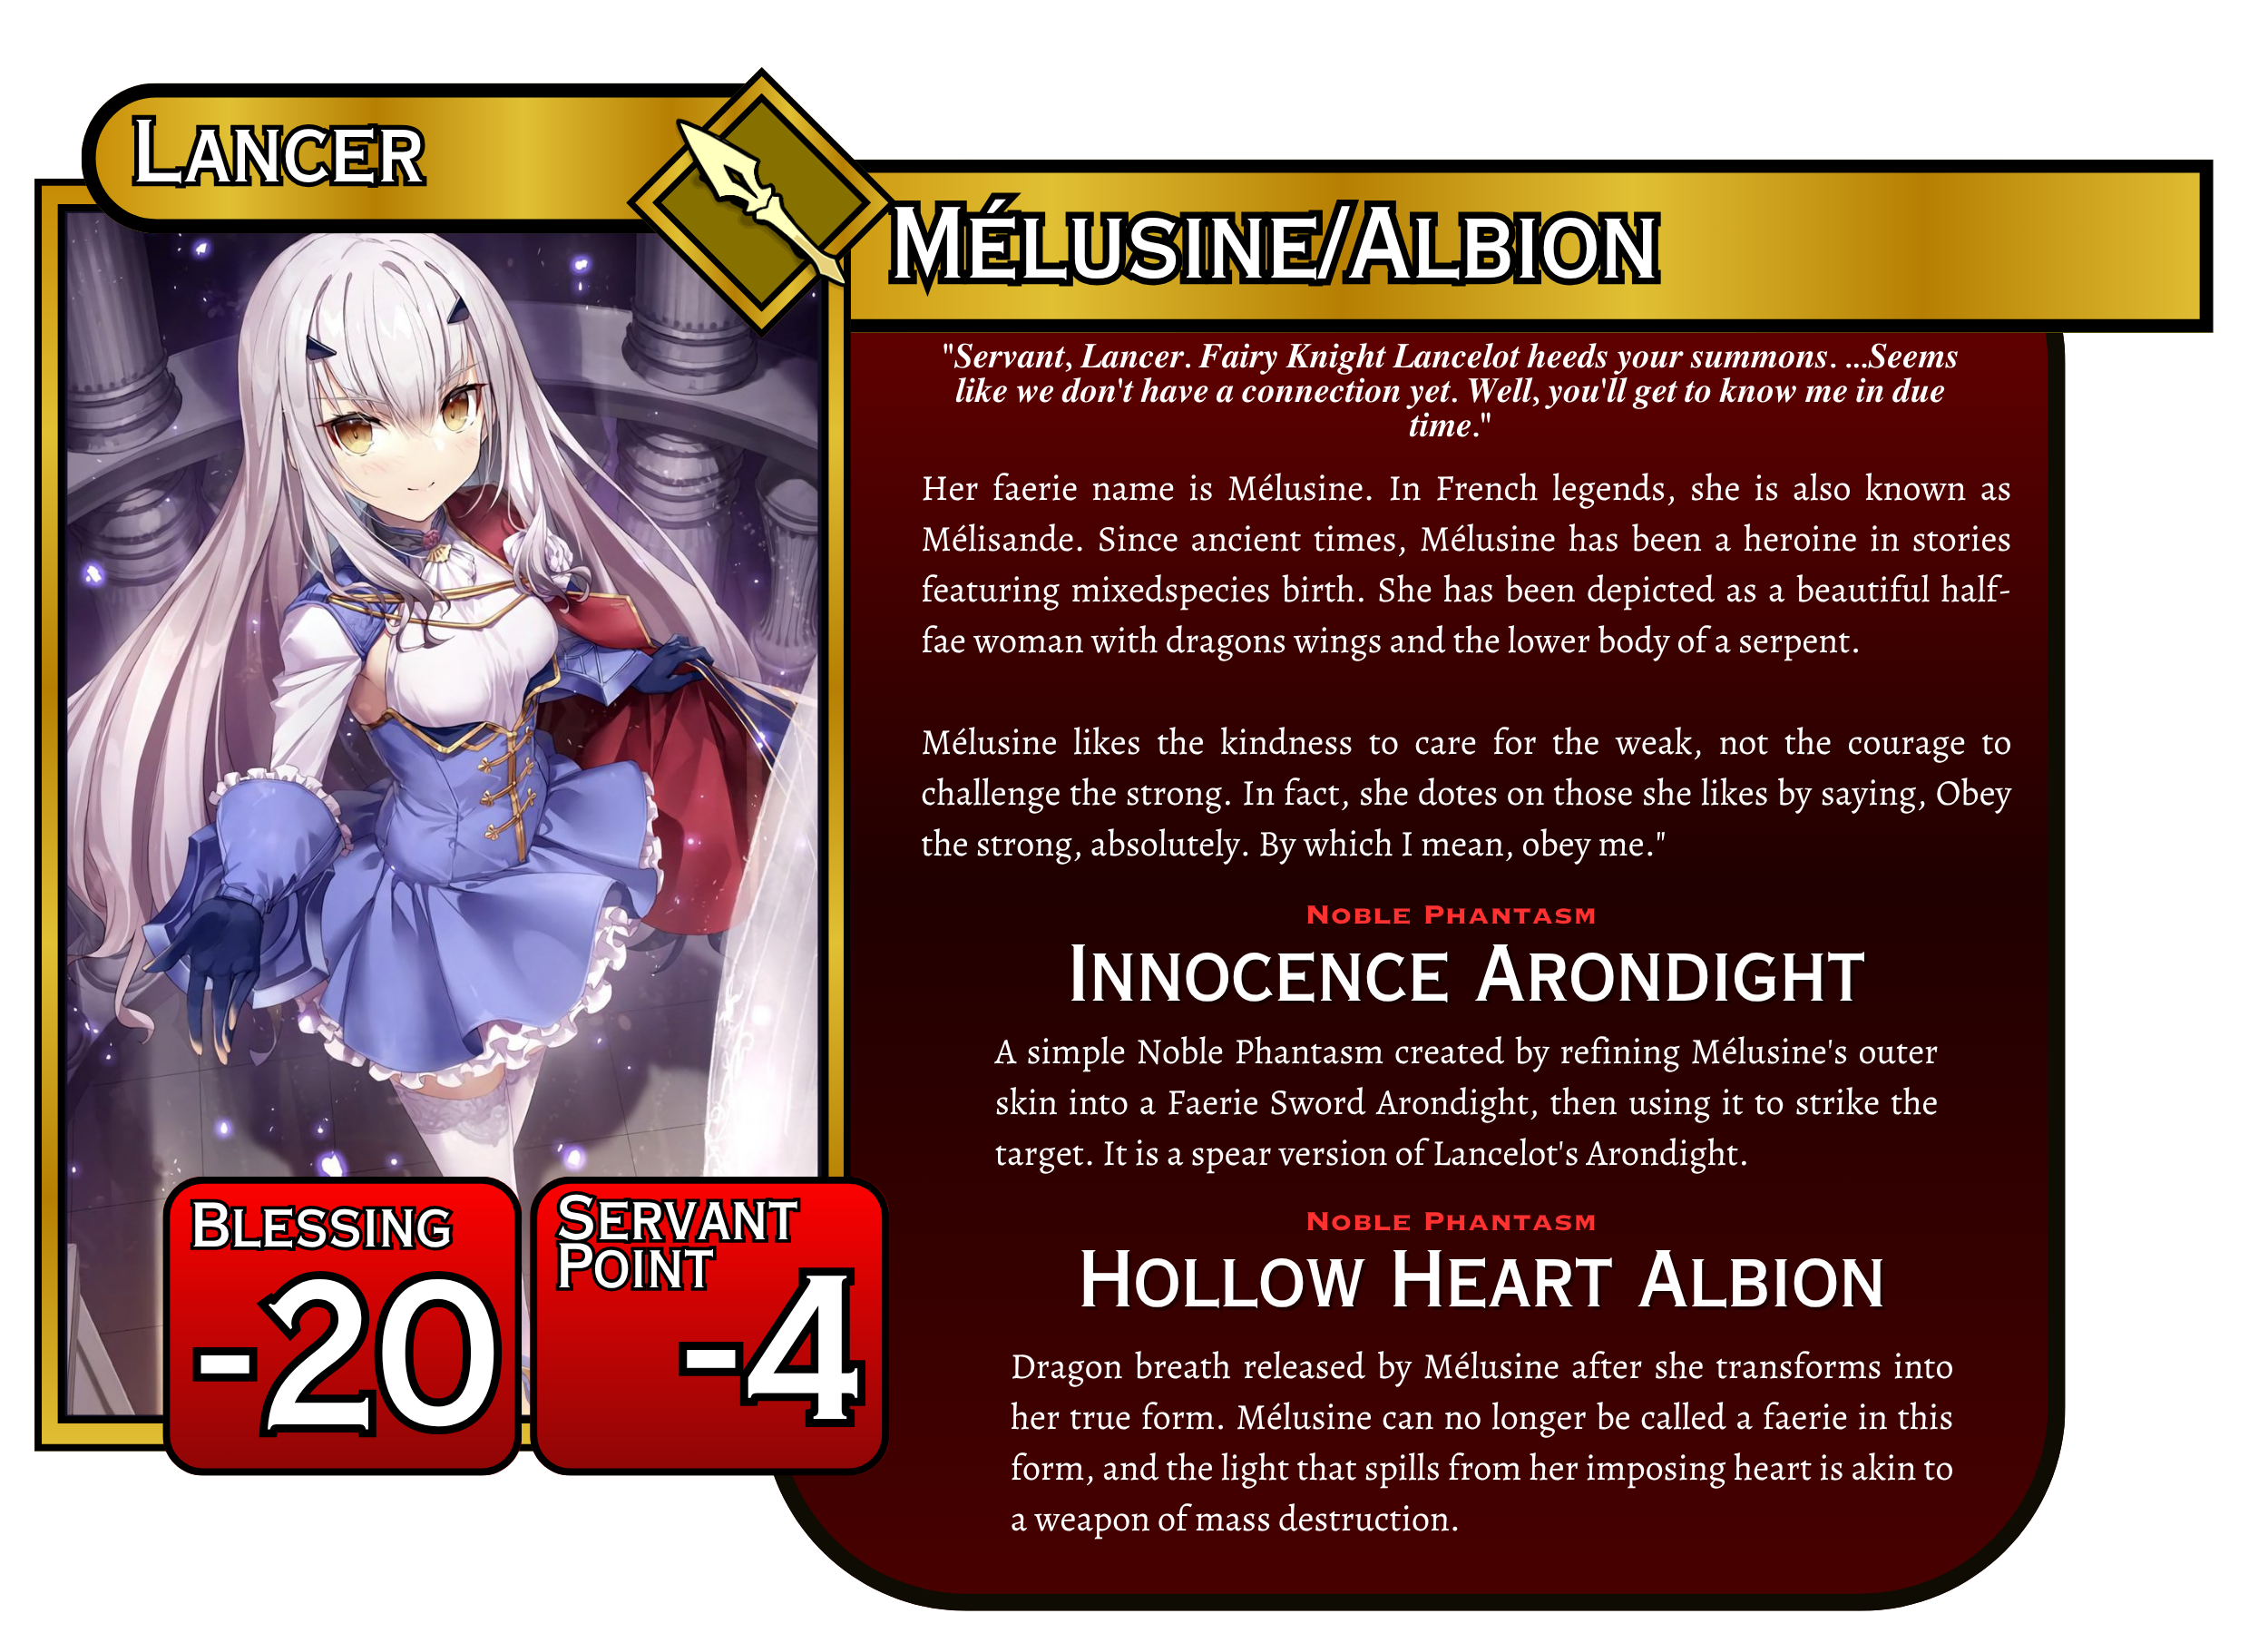 Lancer
Mélusine/Albion
"Servant, Lancer. Fairy Knight Lancelot heeds your summons. ...Seems
like we don't have a connection yet. Well, you'll get to know me in due
time."
Her faerie name is Mélusine. In French legends, she is also known as
Mélisande. Since ancient times, Mélusine has been a heroine in stories
featuring mixedspecies birth. She has been depicted as a beautiful half-
fae woman with dragons wings and the lower body of a serpent.
Mélusine likes the kindness to care for the weak, not the courage to
challenge the strong. In fact, she dotes on those she likes by saying, Obey
the strong, absolutely. By which I mean, obey me."
Noble Phantasm
Innocence Arondight
A simple Noble Phantasm created by refining Mélusine's outer
skin into a Faerie Sword Arondight, then using it to strike the
target. It is a spear version of Lancelot's Arondight.
Noble Phantasm
Hollow Heart Albion
Dragon breath released by Mélusine after she transforms into
her true form. Mélusine can no longer be called a faerie in this
form, and the light that spills from her imposing heart is akin to
a weapon of mass destruction.
Blessing
-20
Servant
Point
-4